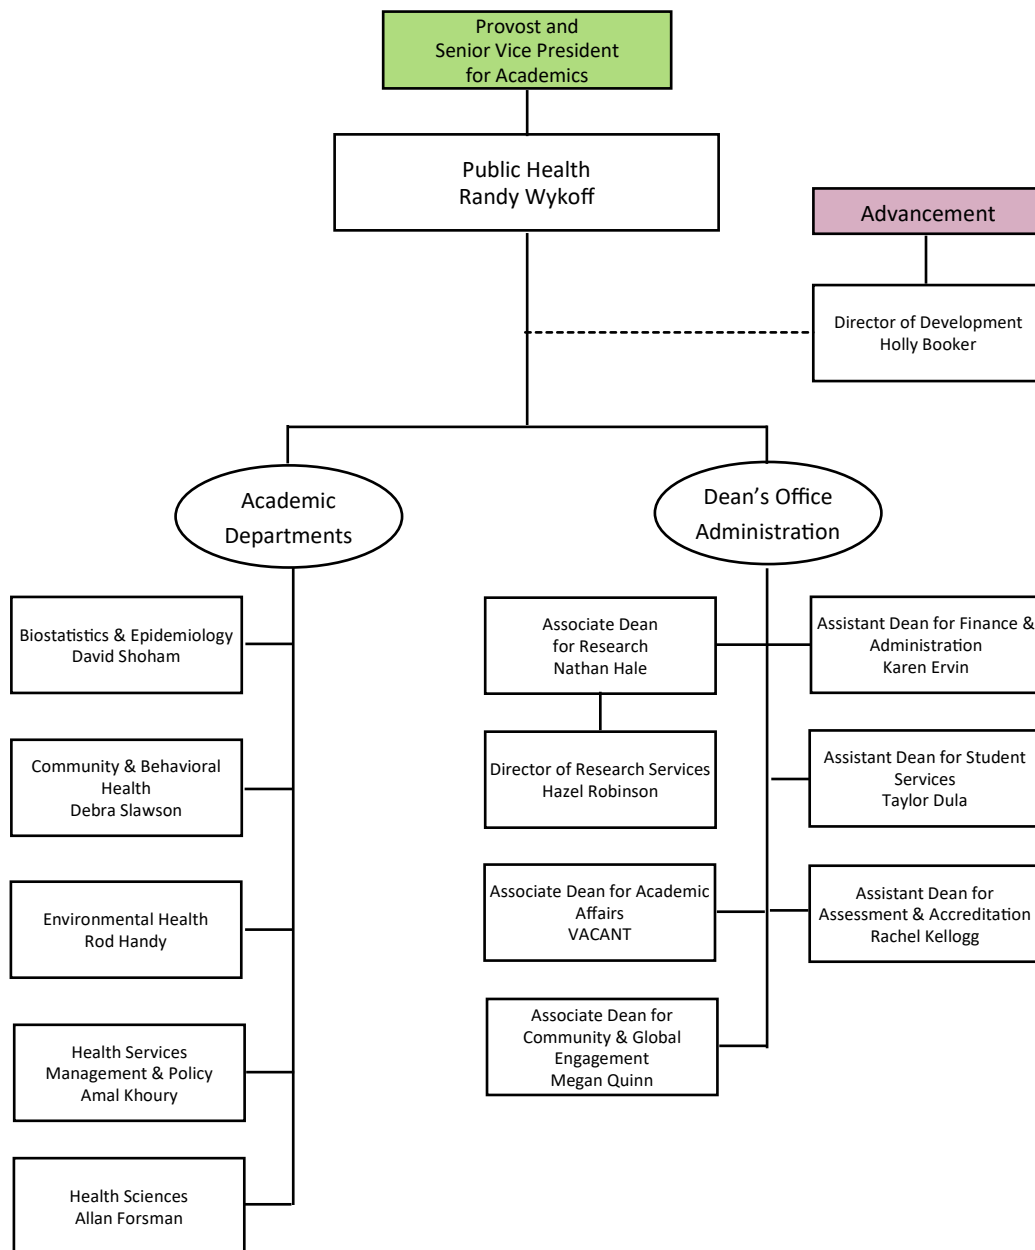 Provost and
Senior Vice President
for Academics
Public Health
Randy Wykoff
Advancement
Director of Development
Holly Booker
Academic
Departments
Dean’s Office
Administration
Biostatistics & Epidemiology
David Shoham
Community & Behavioral
Health
Debra Slawson
Environmental Health
Rod Handy
Health Services
Management & Policy
Amal Khoury
Health Sciences
Allan Forsman
Associate Dean
for Research
Nathan Hale
Director of Research Services
Hazel Robinson
Associate Dean for Academic
Affairs
VACANT
Associate Dean for
Community & Global
Engagement
Megan Quinn
Assistant Dean for Finance &
Administration
Karen Ervin
Assistant Dean for Student
Services
Taylor Dula
Assistant Dean for
Assessment & Accreditation
Rachel Kellogg